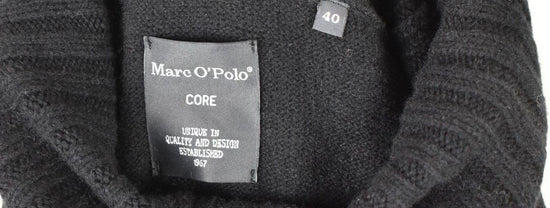 40
Marc O'Polo®
CORE
UNIQUE IN
QUALITY AND DESIGN
ESTABLISHED
1967